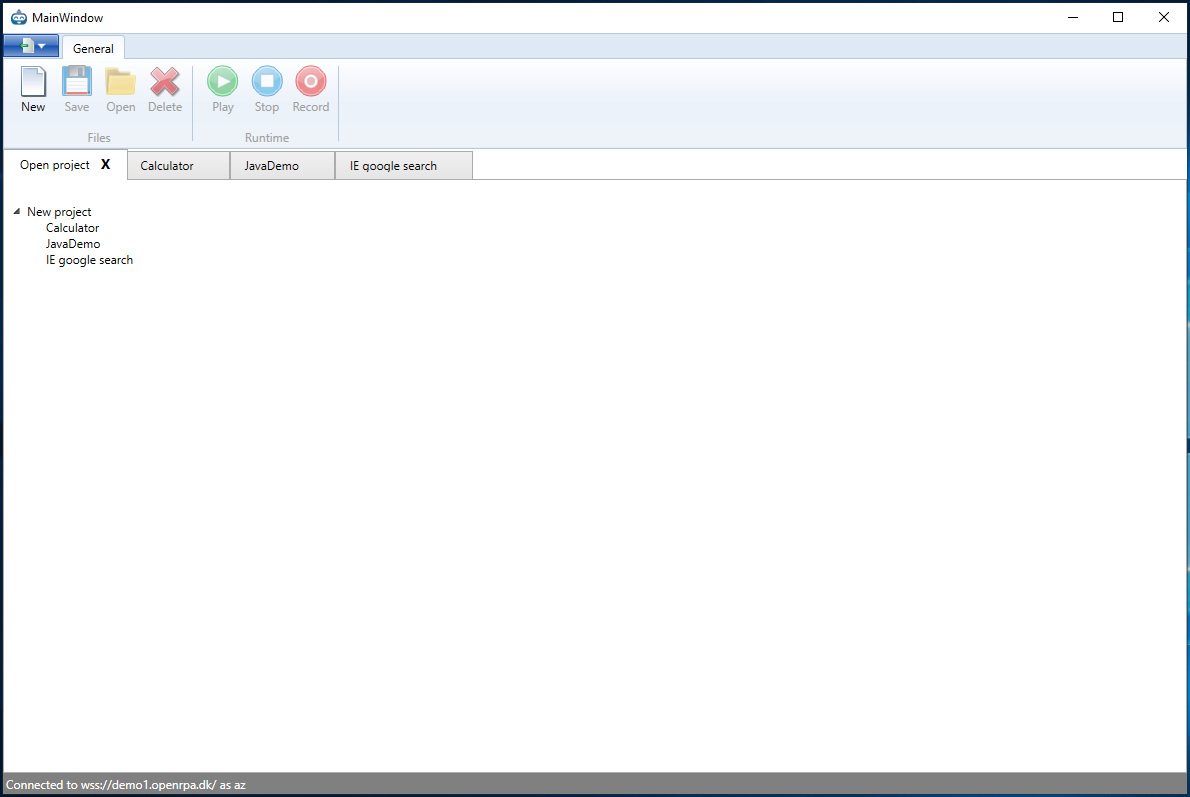 MainWindow
General
New Save Open Delete Play Stop Record
Files Runtime
Open project X Calculator JavaDemo IE google search
New project
Calculator
JavaDemo
IE google search
Connected to wss://demo1.openrpa.dk/ as az